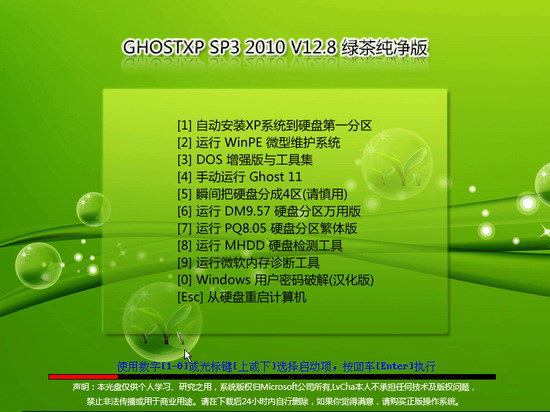 GHOSTXP SP3 2010 V12.8 绿茶纯净版
[1] 自动安装XP系统到硬盘第一分区
[2] 运行 WinPE 微型维护系统
[3] DOS 增强版与工具集
[4] 手动运行 Ghost 11
[5] 瞬间把硬盘分成4区(请慎用)
[6] 运行 DM9.57 硬盘分区万用版
[7] 运行 PQ8.05 硬盘分区繁体版
[8] 运行 MHDD 硬盘检测工具
[9] 运行微软内存诊断工具
[0] Windows 用户密码破解(汉化版)
[Esc] 从硬盘重启计算机
使用数字[1-0]或光标键[上或下]选择启动项，按回车[Enter]执行
声明：本光盘仅供个人学习、研究之用，系统版权归Microsoft公司所有,LvCha本人不承担任何技术及版权问题，
禁止非法传播或用于商业用途。请在下载后24小时内自行删除，如果你觉得满意，请购买正版操作系统。